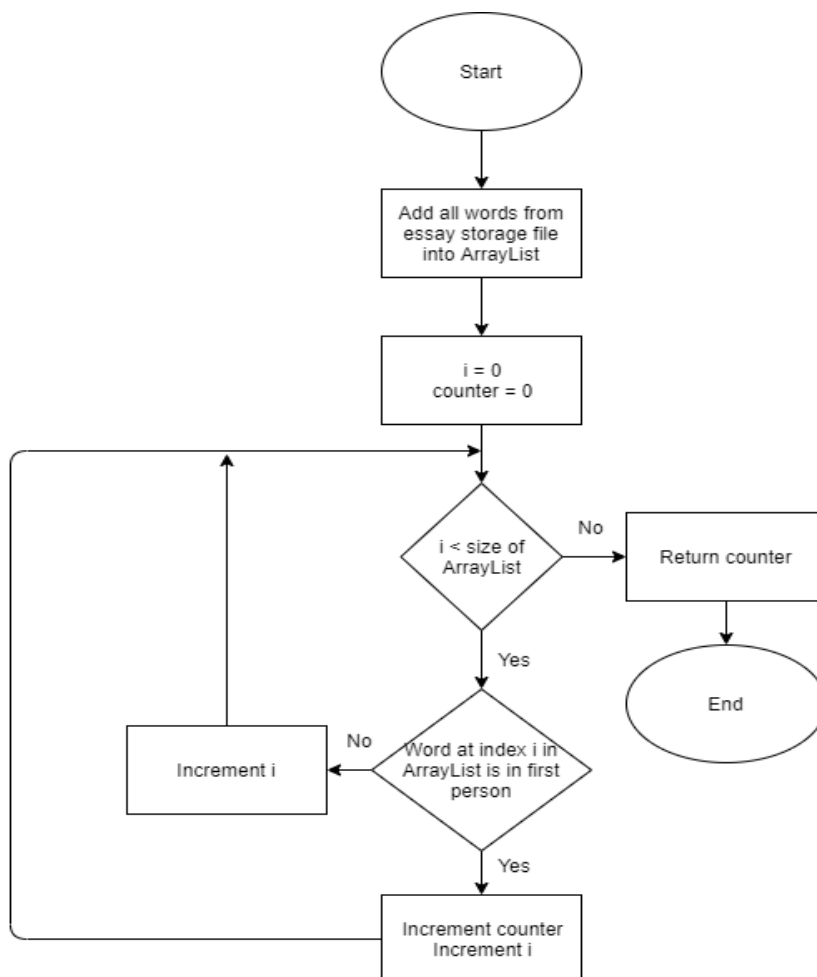 Start
Add all words from
essay storage file
into ArrayList
i = 0
counter = 0
i < size of
ArrayList
No
Return counter
Yes
End
Word at index i in
ArrayList is in first
person
No
Increment i
Yes
Increment counter
Increment i